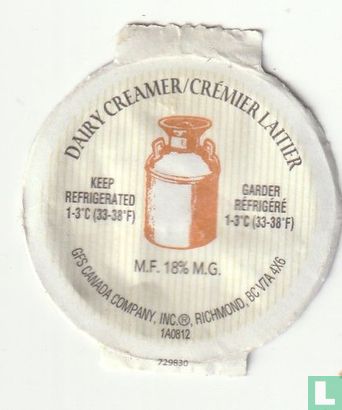 DAIRY CREAMER/CRÉMIER LAITIER
KEEP
REFRIGERATED
1-3°C (33-38°F)
GARDER
RÉFRIGÉRÉ
1-3°C (33-38°F)
M.F. 18% M.G.
GFS CANADA COMPANY, INC.®, RICHMOND, BC V7A 4X6
1A0812
729830
© LastDodo